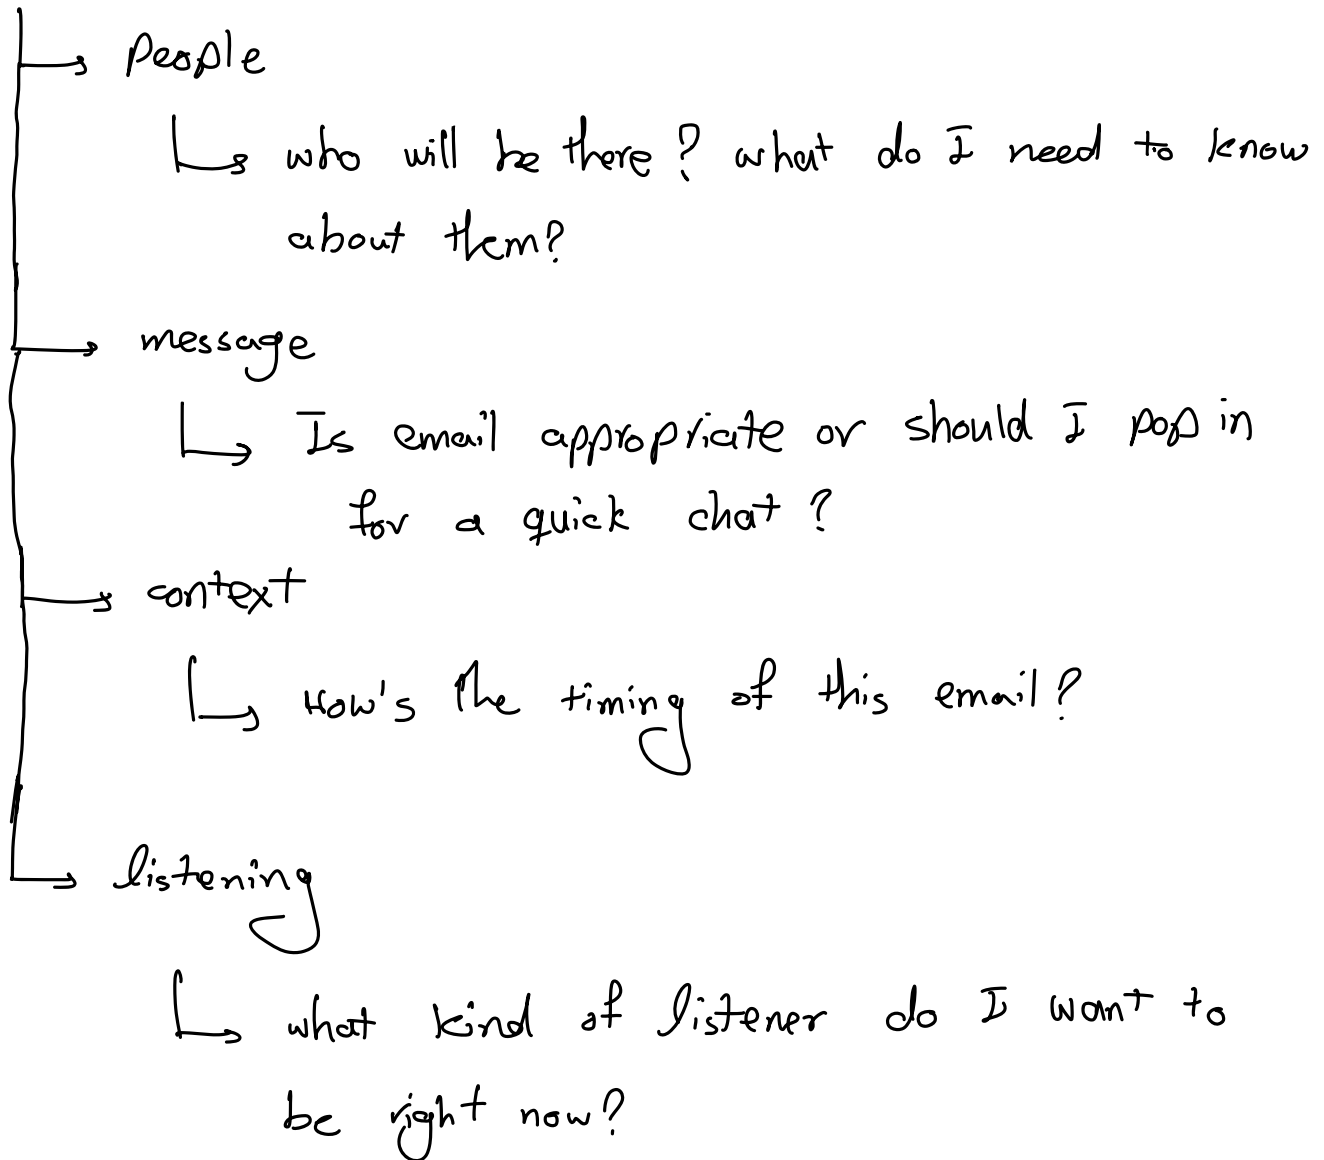 People
who will be there? what do I need to know
about them?
message
Is email appropriate or should I pop in
for a quick chat?
context
How's the timing of this email?
listening
what kind of listener do I want to
be right now?